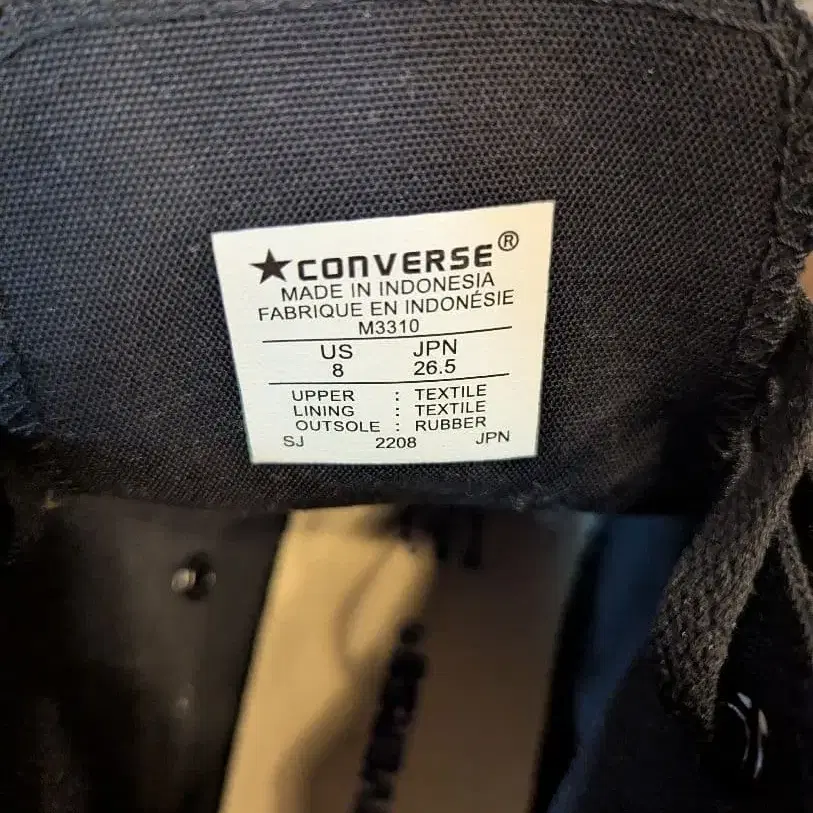 ★CONVERSE®
MADE IN INDONESIA
FABRIQUE EN INDONÉSIE
M3310
US JPN
8 26.5
UPPER : TEXTILE
LINING : TEXTILE
OUTSOLE : RUBBER
SJ 2208 JPN